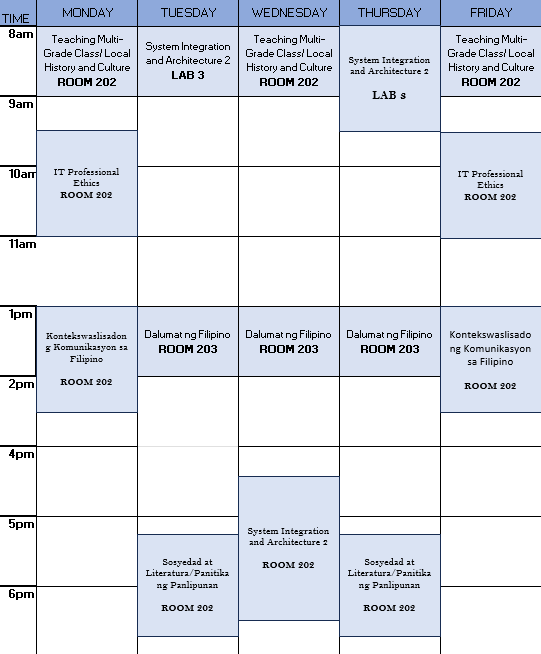 TIME MONDAY TUESDAY WEDNESDAY THURSDAY FRIDAY
8am
Teaching Multi-
Grade Class/ Local
History and Culture
ROOM 202
System Integration
and Architecture 2
LAB 3
Teaching Multi-
Grade Class/ Local
History and Culture
ROOM 202
System Integration
and Architecture 2
LAB s
Teaching Multi-
Grade Class/ Local
History and Culture
ROOM 202
9am
IT Professional
Ethics
ROOM 202
IT Professional
Ethics
ROOM 202
10am
11am
1pm
Kontekswaslisadon
g Komunikasyon sa
Filipino
ROOM 202
Dalumat ng Filipino
ROOM 203
Dalumat ng Filipino
ROOM 203
Dalumat ng Filipino
ROOM 203
Kontekswaslisado
ng Komunikasyon
sa Filipino
ROOM 202
2pm
4pm
System Integration
and Architecture 2
ROOM 202
5pm
Sosyedad at
Literatura/Panitika
ng Panlipunan
ROOM 202
Sosyedad at
Literatura/Panitika
ng Panlipunan
ROOM 202
6pm